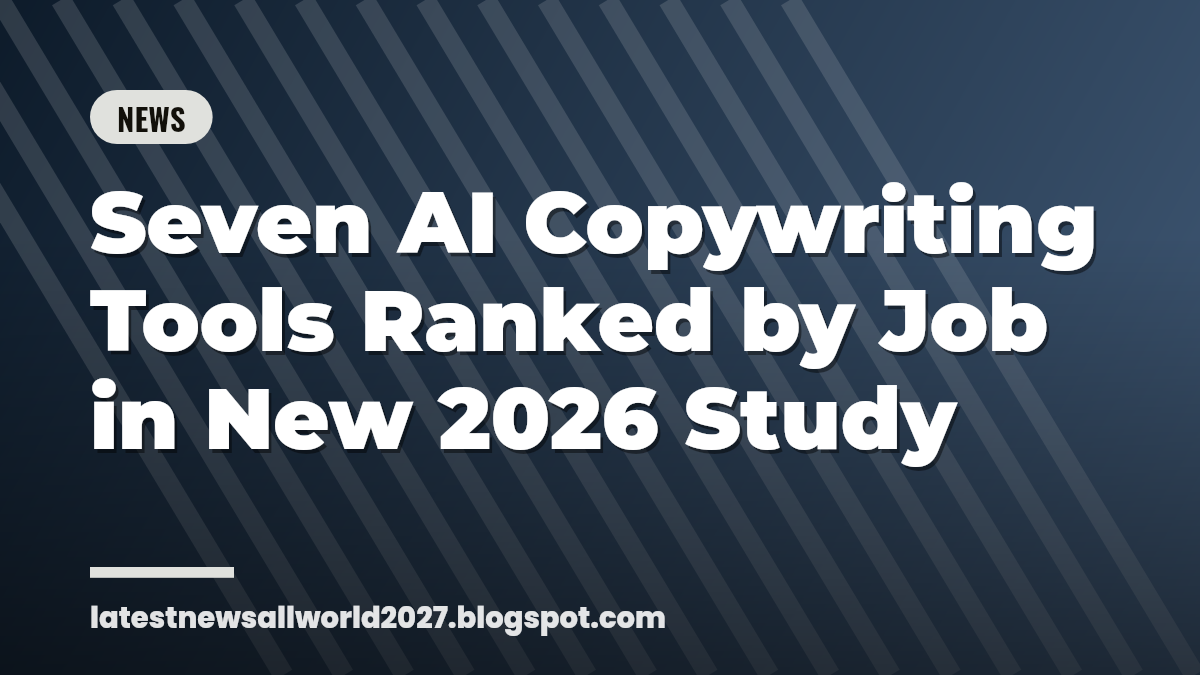 NEWS
Seven AI Copywriting
Tools Ranked by Job
in New 2026 Study
latestnewsallworld2027.blogspot.com